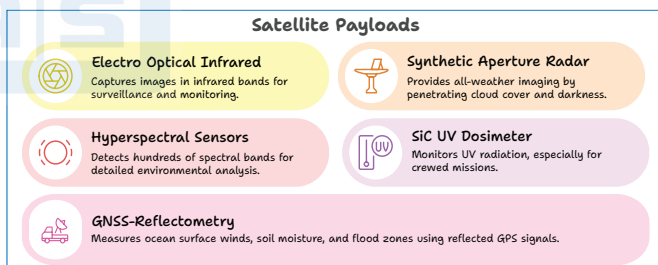 Satellite Payloads
Electro Optical Infrared
Captures images in infrared bands for
surveillance and monitoring.
Synthetic Aperture Radar
Provides all-weather imaging by
penetrating cloud cover and darkness.
Hyperspectral Sensors
Detects hundreds of spectral bands for
detailed environmental analysis.
UV
SiC UV Dosimeter
Monitors UV radiation, especially for
crewed missions.
GNSS-Reflectometry
Measures ocean surface winds, soil moisture, and flood zones using reflected GPS signals.